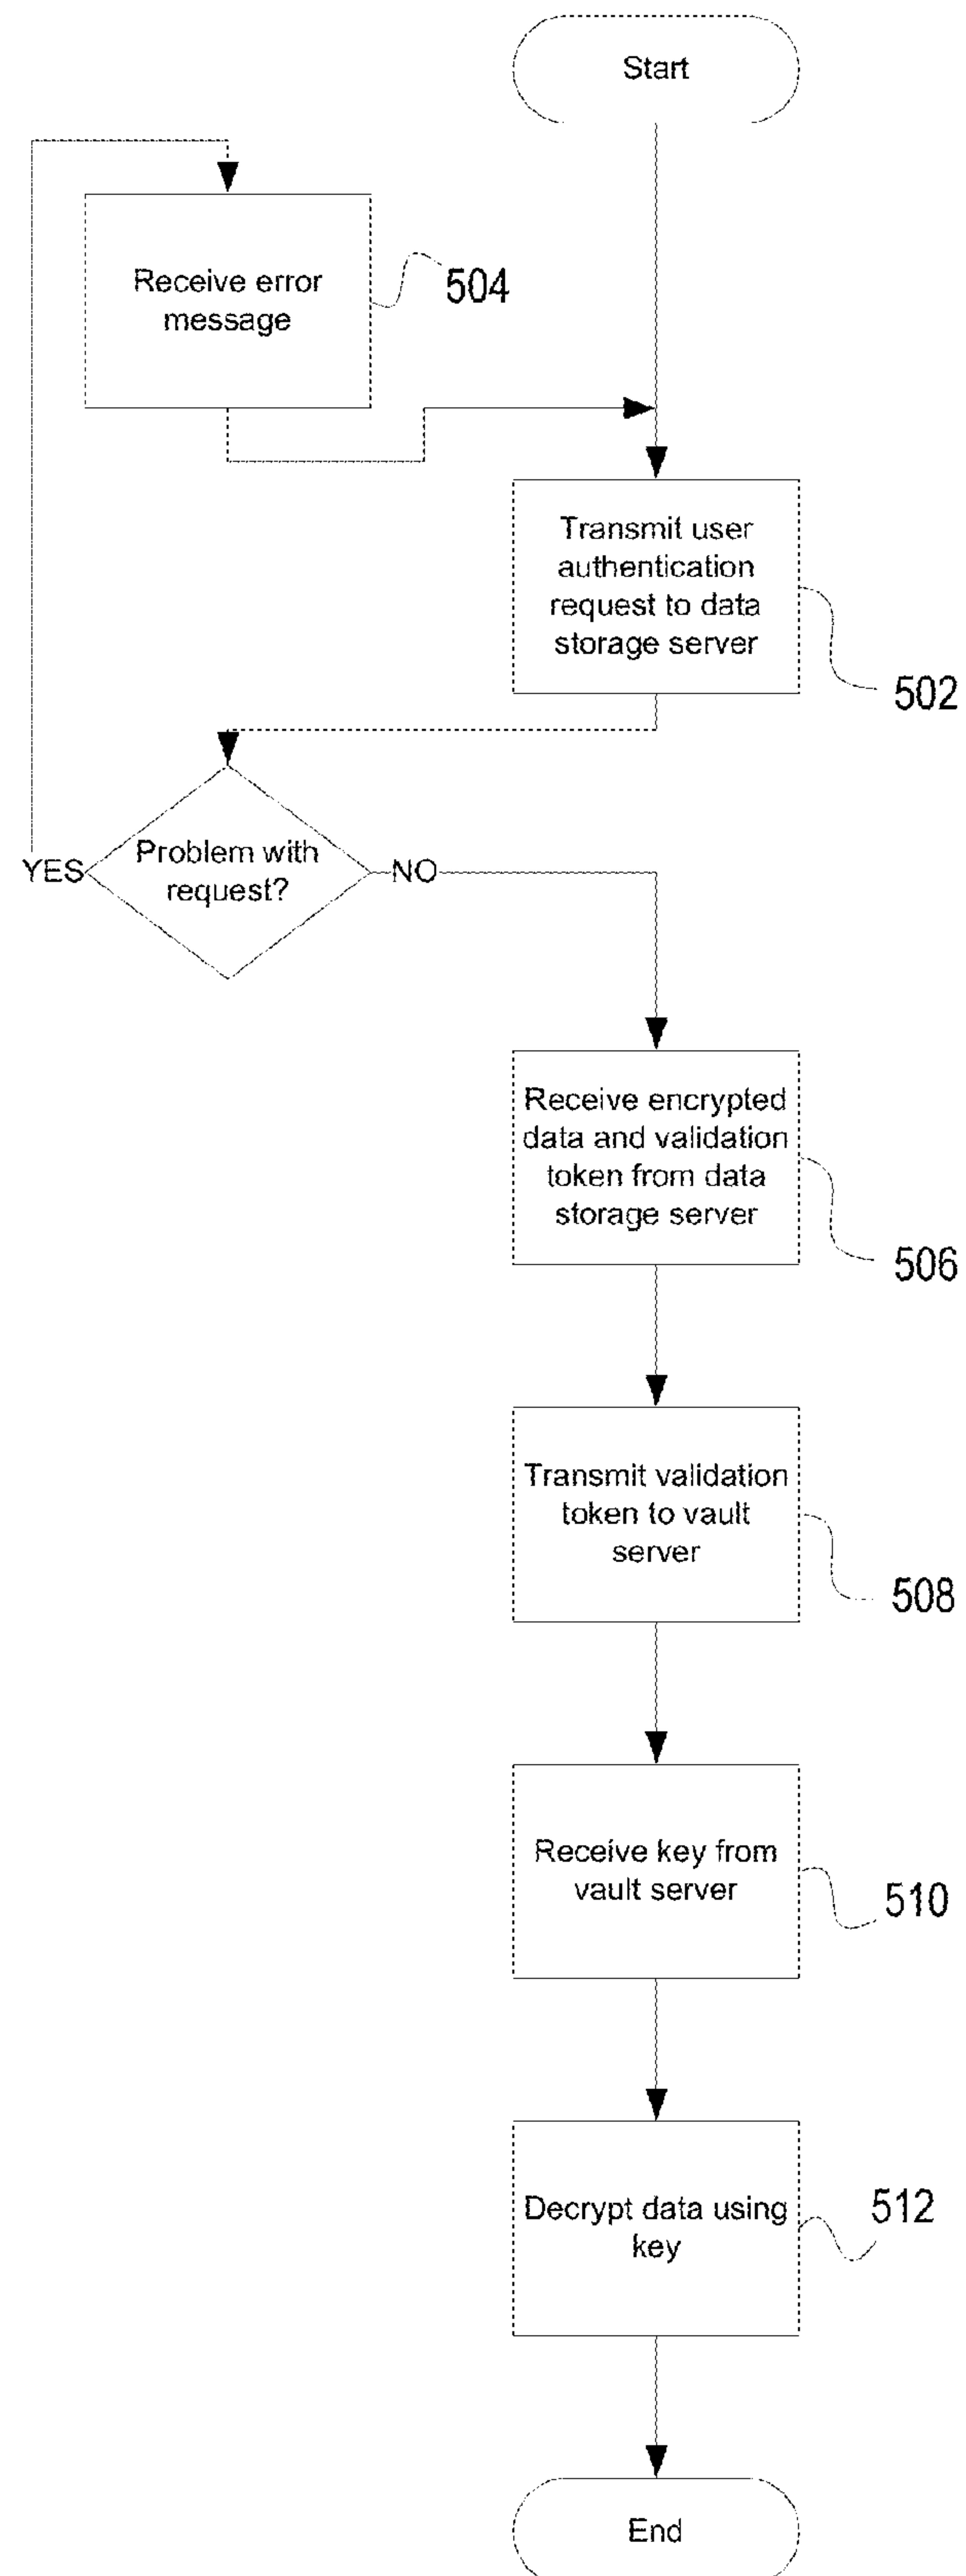 Start
Receive error
message
504
Transmit user
authentication
request to data
storage server
502
Problem with
request?
YES
NO
Receive encrypted
data and validation
token from data
storage server
506
Transmit validation
token to vault
server
508
Receive key from
vault server
510
Decrypt data using
key
512
End